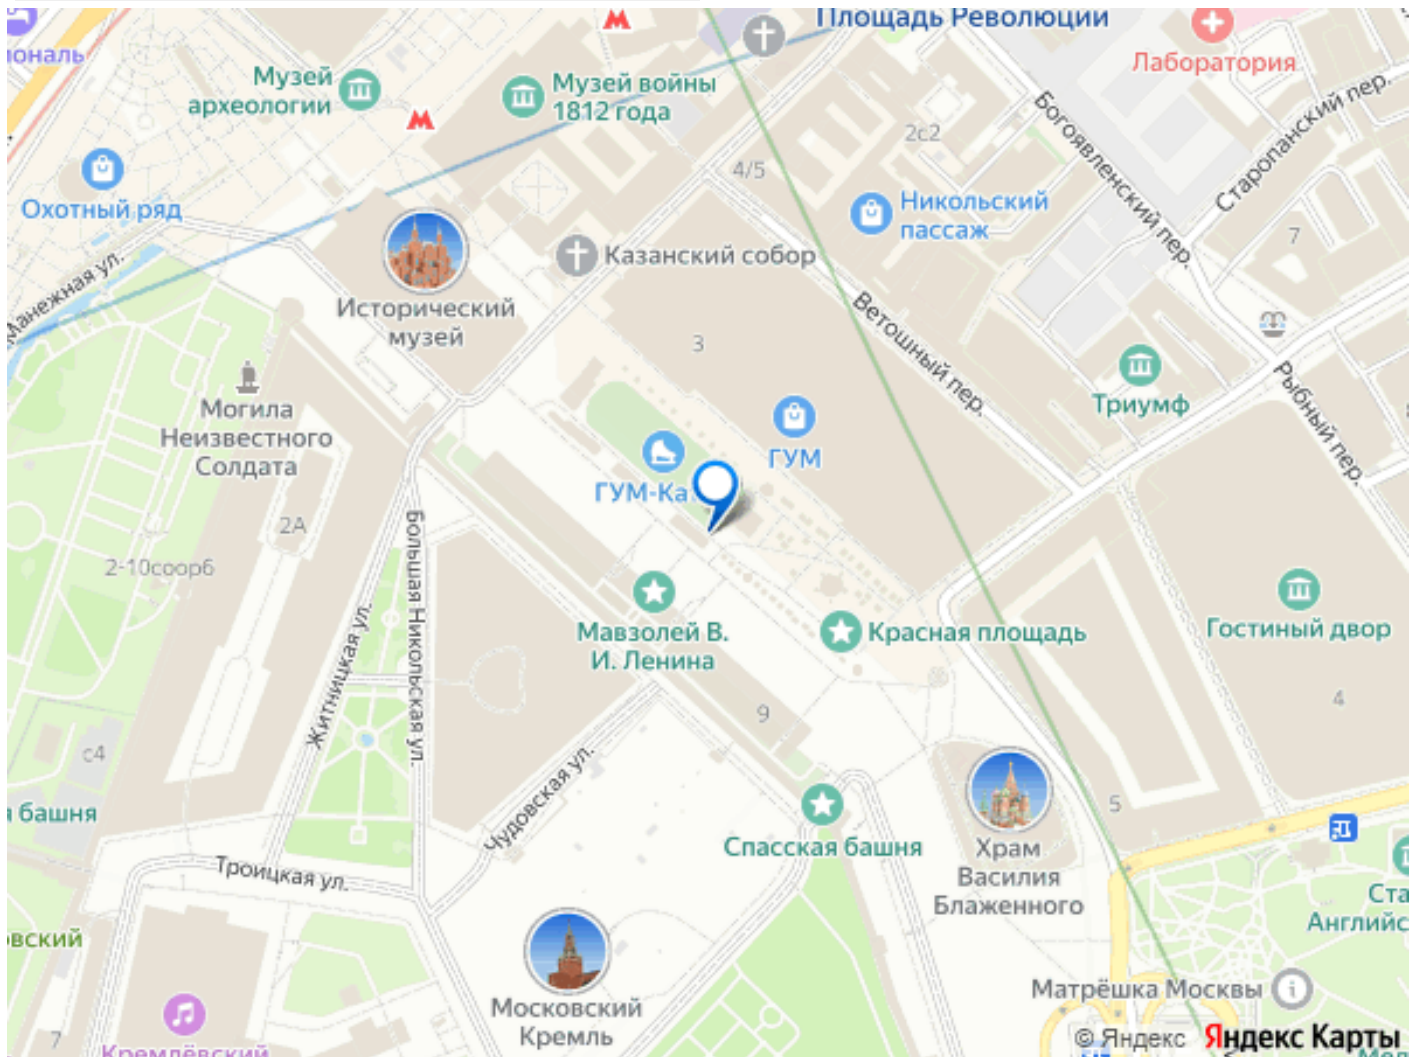 Площадь Революции
Лаборатория
Музей
археологии
Музей войны
1812 года
Богоявленский пер.
Старопанский пер.
2с2
4/5
Охотный ряд
Никольский
пассаж
7
Казанский собор
Манежная ул.
Исторический
музей
3
Ветошный пер.
Рыбный пер.
Триумф
Могила
Неизвестного
Солдата
ГУМ
ГУМ-Ка
2А
2-10соор6
Большая Никольская ул.
Житницкая ул.
Мавзолей В.
И. Ленина
Красная площадь
Гостиный двор
4
9
с4
Чудовская ул.
башня
5
Спасская башня
Храм
Василия
Блаженного
Троицкая ул.
Московский
Кремль
Матрёшка Москвы
7
Кремлёвский
© Яндекс Яндекс Карты